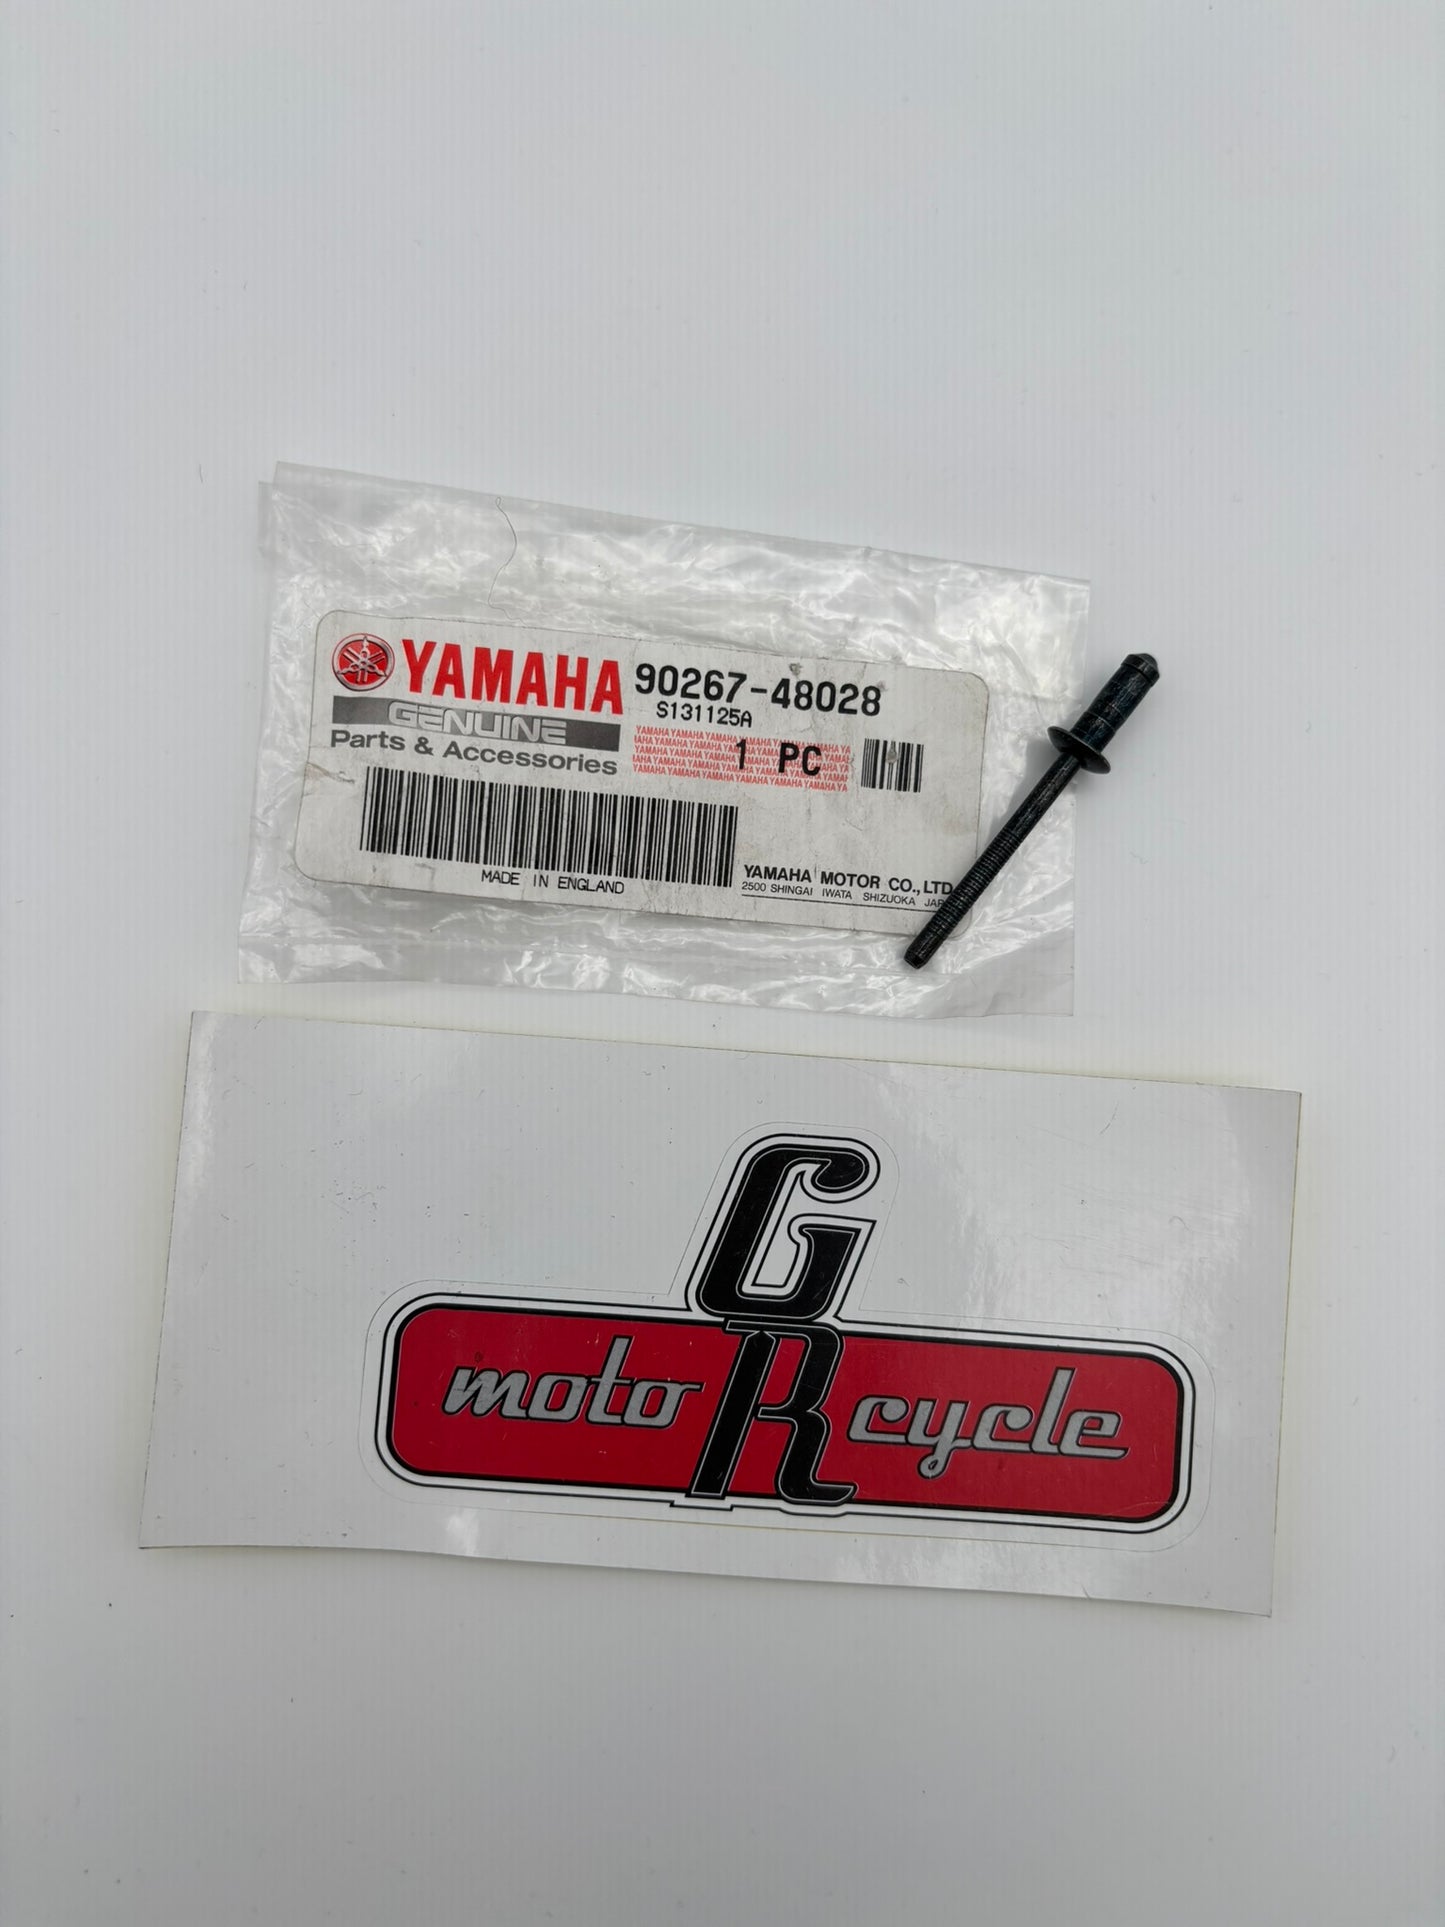 YAMAHA 90267-48028
GENUINE S131125A
Parts & Accessories 1 PC
MADE IN ENGLAND
YAMAHA MOTOR CO., LTD
2500 SHINGAI IWATA SHIZUOKA
GR
moto R cycle